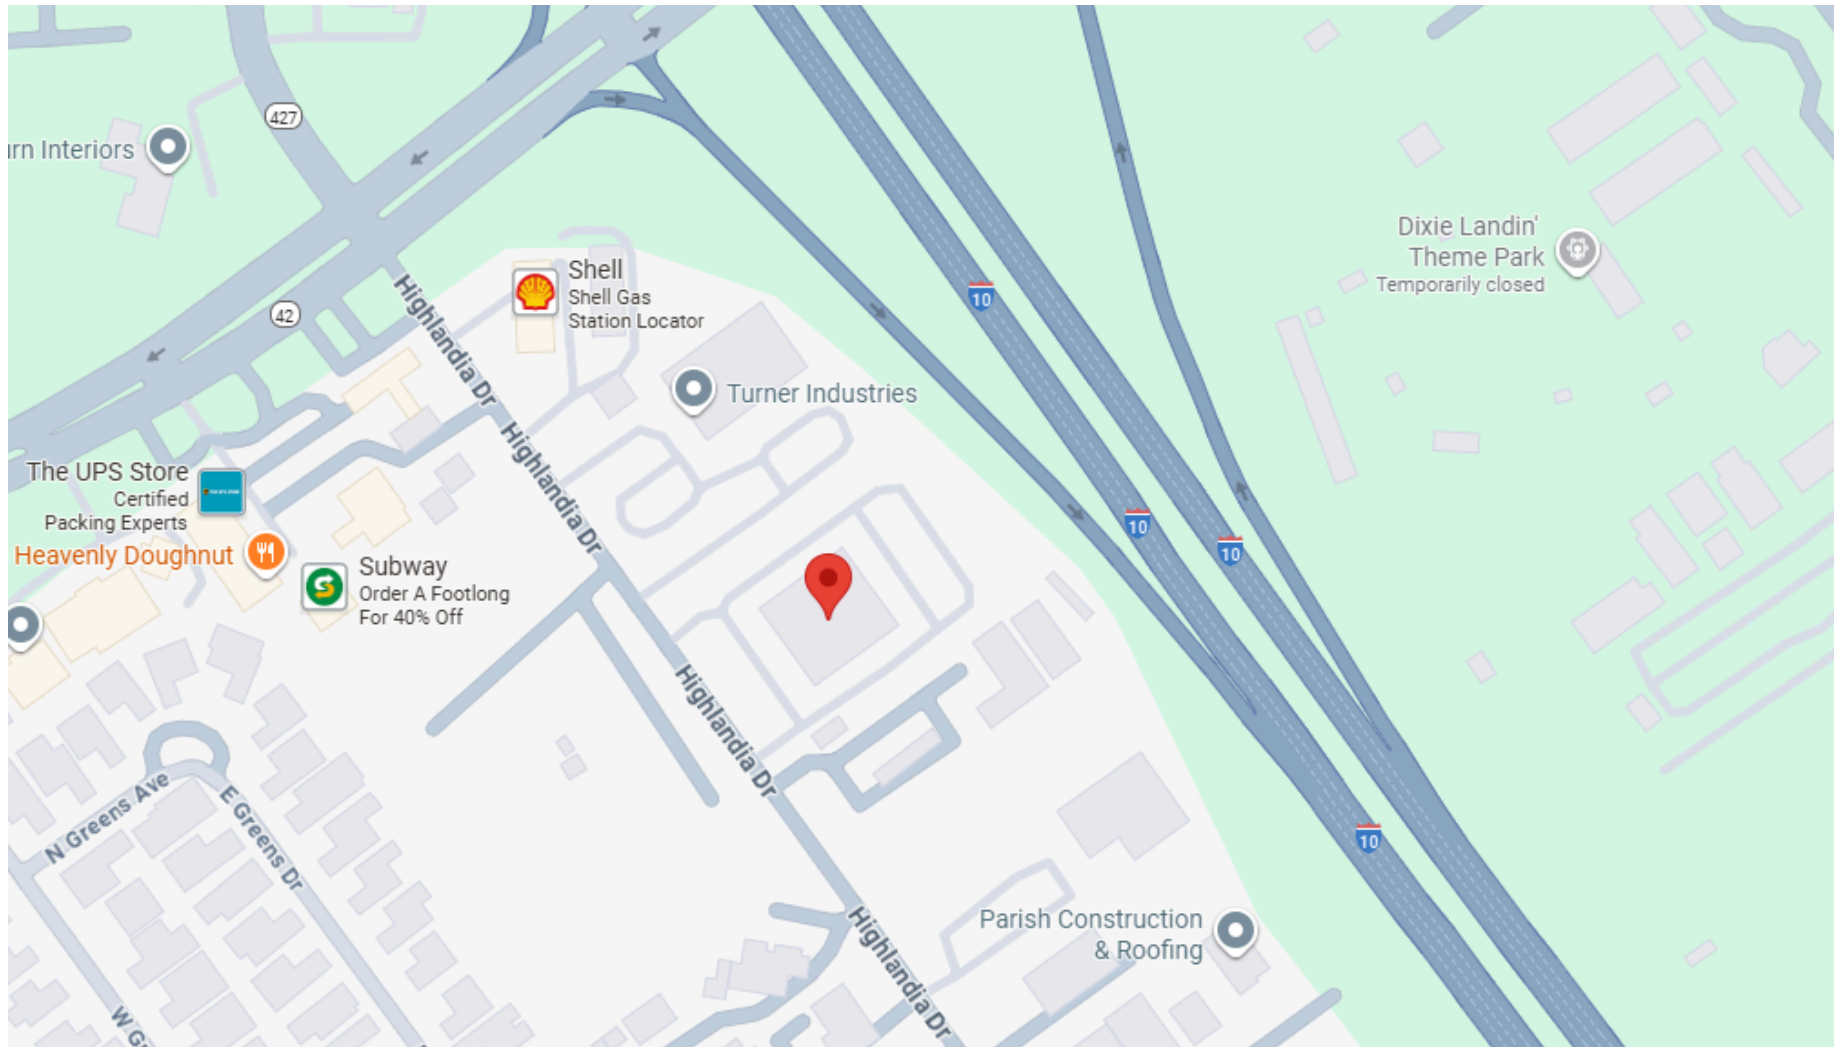 427
urn Interiors
Dixie Landin'
Theme Park
Temporarily closed
Shell
Shell Gas
Station Locator
10
42
Highlandia Dr
Turner Industries
Highlandia Dr
The UPS Store
Certified
Packing Experts
10
10
Heavenly Doughnut
Subway
Order A Footlong
For 40% Off
Highlandia Dr
N Greens Ave
E Greens Dr
10
Parish Construction
& Roofing
Highlandia Dr
W G